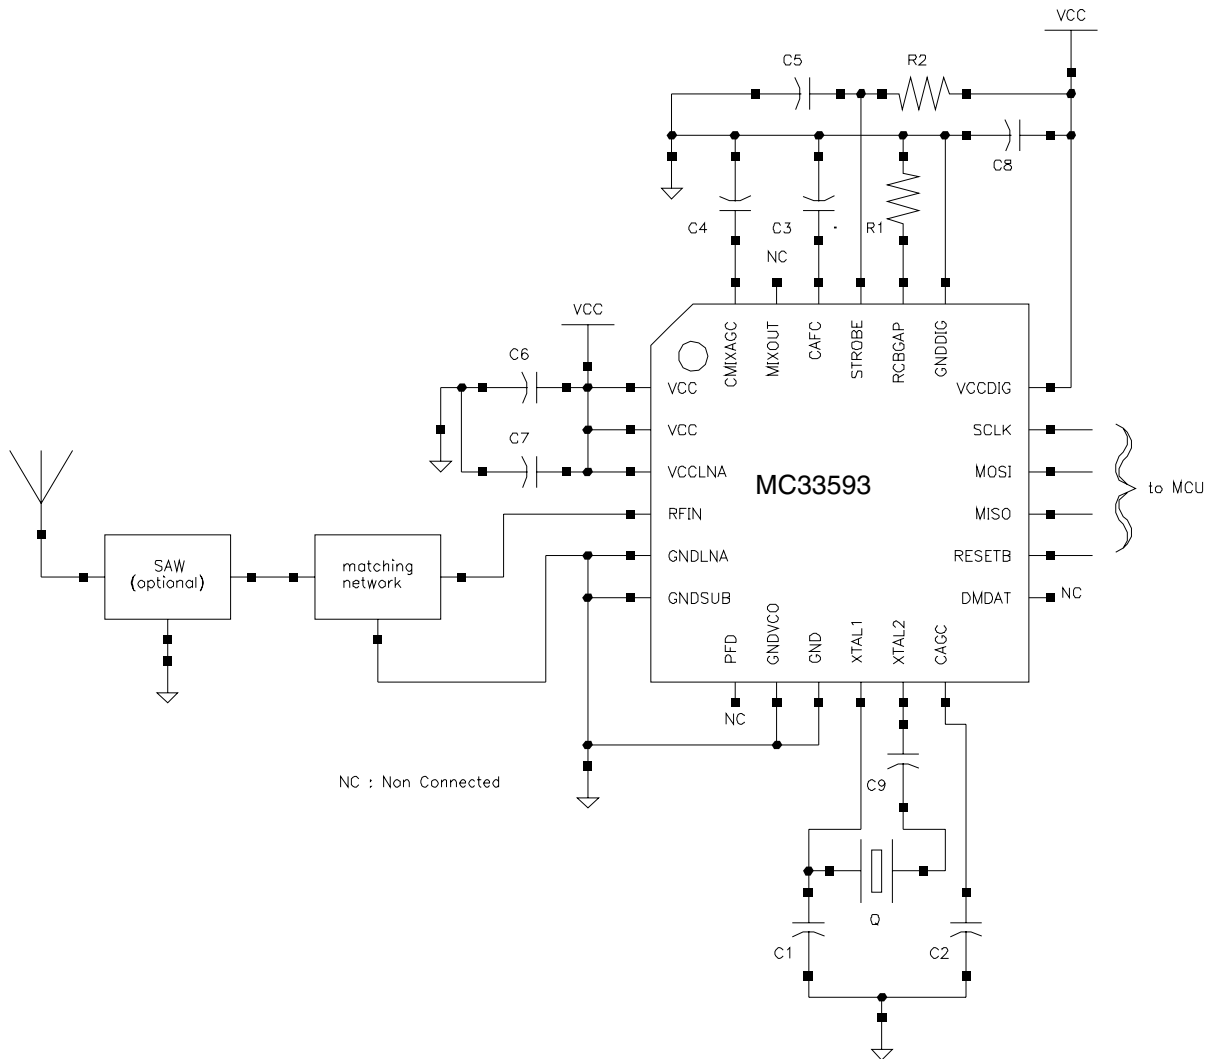 VCC
C5
R2
C8
C4
C3
R1
NC
VCC
C6
C7
CMIXAGC
MIXOUT
CAFC
STROBE
RCBGAP
GNDDIG
VCC
VCC
VCCLNA
RFIN
GNDLNA
GNDSUB
MC33593
VCCDIG
SCLK
MOSI
MISO
RESETB
DMDAT
to MCU
NC
SAW
(optional)
matching
network
PFD
GNDVCO
GND
XTAL1
XTAL2
CAGC
NC
NC : Non Connected
C9
Q
C1
C2